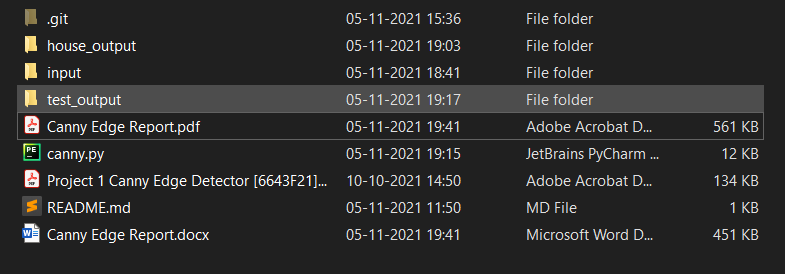 .git 05-11-2021 15:36 File folder
house_output 05-11-2021 19:03 File folder
input 05-11-2021 18:41 File folder
test_output 05-11-2021 19:17 File folder
Canny Edge Report.pdf 05-11-2021 19:41 Adobe Acrobat D... 561 KB
canny.py 05-11-2021 19:15 JetBrains PyCharm ... 12 KB
Project 1 Canny Edge Detector [6643F21]... 10-10-2021 14:50 Adobe Acrobat D... 134 KB
README.md 05-11-2021 11:50 MD File 1 KB
Canny Edge Report.docx 05-11-2021 19:41 Microsoft Word D... 451 KB